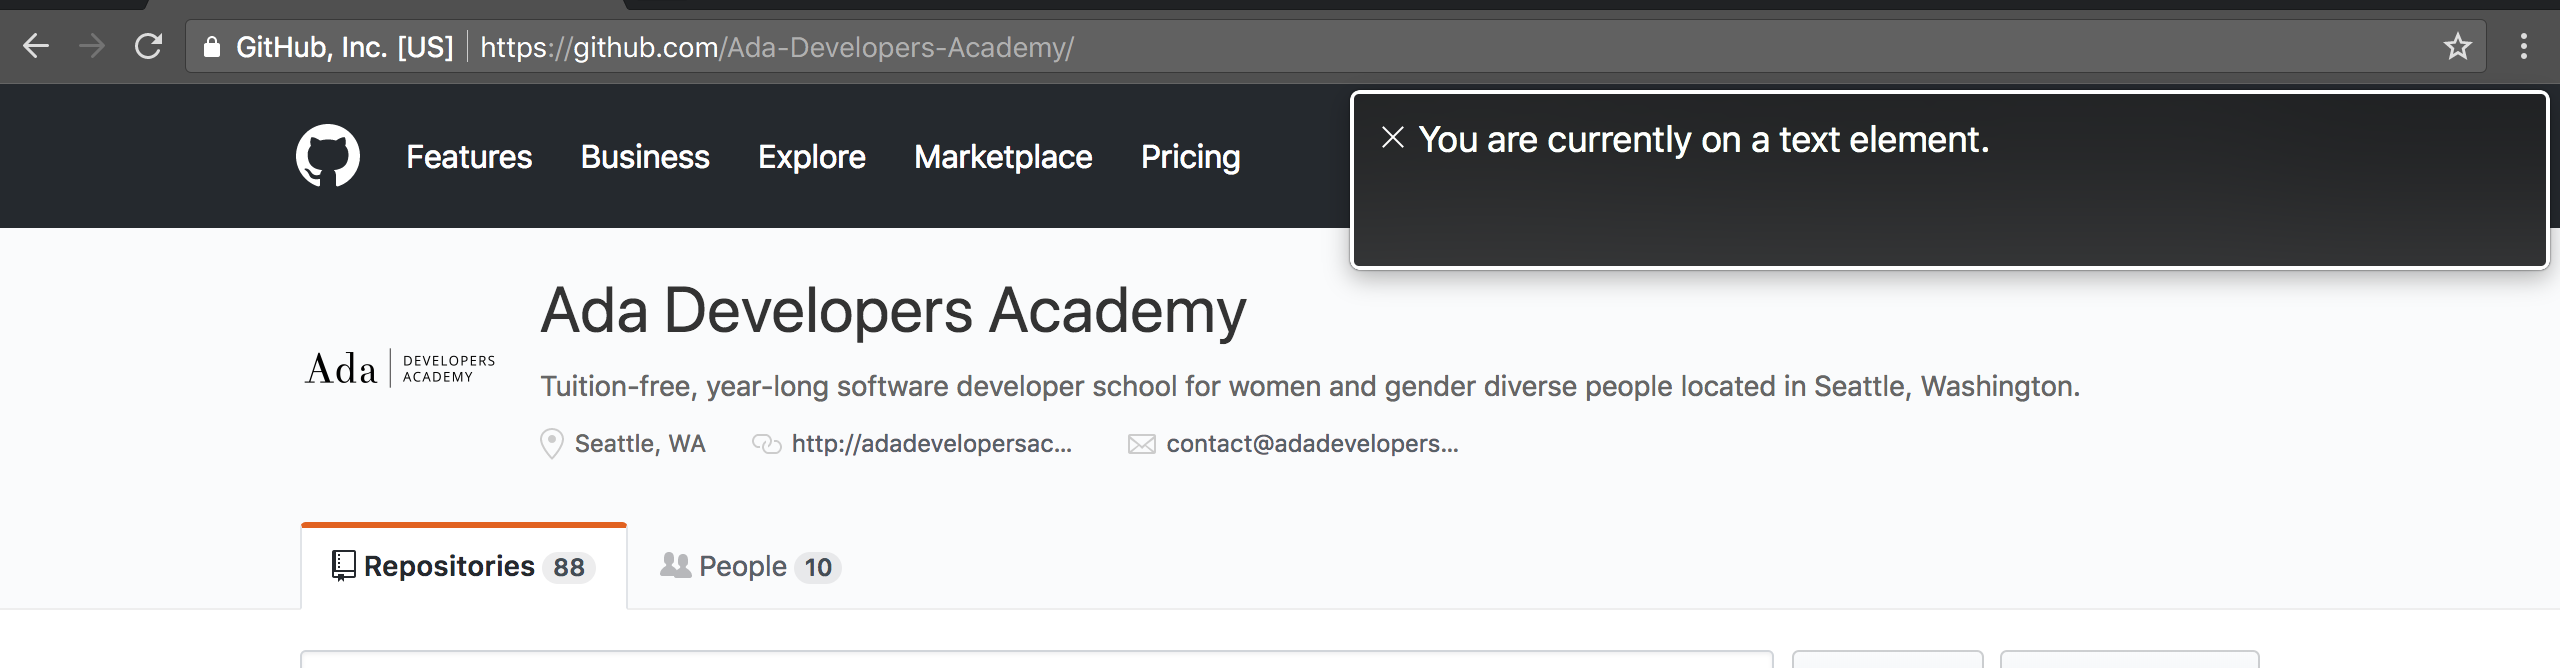 GitHub, Inc. [US] https://github.com/Ada-Developers-Academy/
Features Business Explore Marketplace Pricing
You are currently on a text element.
Ada Developers Academy
Ada DEVELOPERS ACADEMY
Tuition-free, year-long software developer school for women and gender diverse people located in Seattle, Washington.
Seattle, WA http://adadevelopersac... contact@adadevelopers...
Repositories 88 People 10